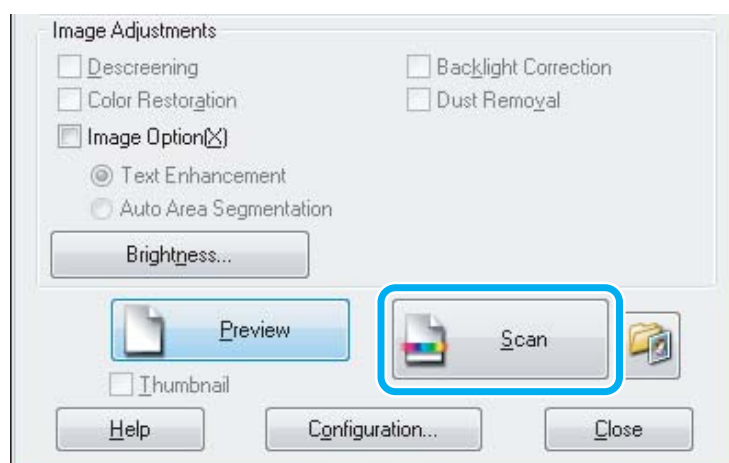 Image Adjustments
Descreening Backlight Correction
Color Restoration Dust Removal
Image Option(X)
Text Enhancement
Auto Area Segmentation
Brightness...
Preview Scan
Thumbnail
Help Configuration... Close